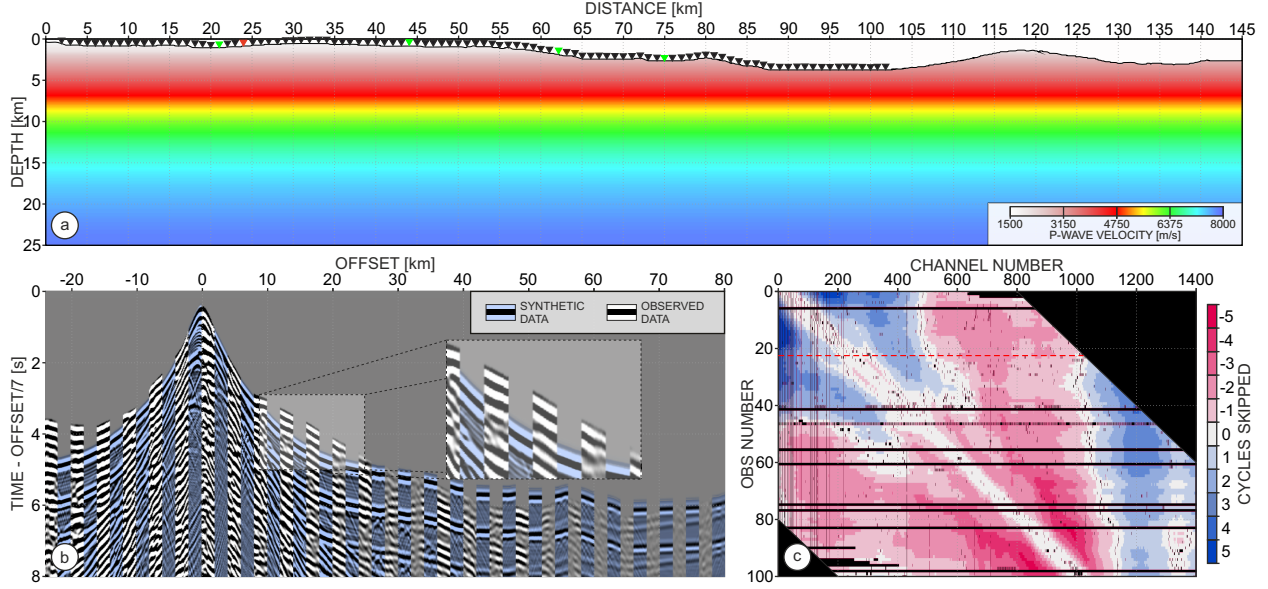 DISTANCE [km]
0 5 10 15 20 25 30 35 40 45 50 55 60 65 70 75 80 85 90 95 100 105 110 115 120 125 130 135 140 145
DEPTH [km]
0
5
10
15
20
25
a
1500 3150 4750 6375 8000
P-WAVE VELOCITY [m/s]
OFFSET [km]
-20 -10 0 10 20 30 40 50 60 70 80
TIME - OFFSET/7 [s]
0
2
4
6
8
SYNTHETIC DATA
OBSERVED DATA
b
CHANNEL NUMBER
0 200 400 600 800 1000 1200 1400
OBS NUMBER
0
20
40
60
80
100
c
-5
-4
-3
-2
-1
0
1
2
3
4
5
CYCLES SKIPPED